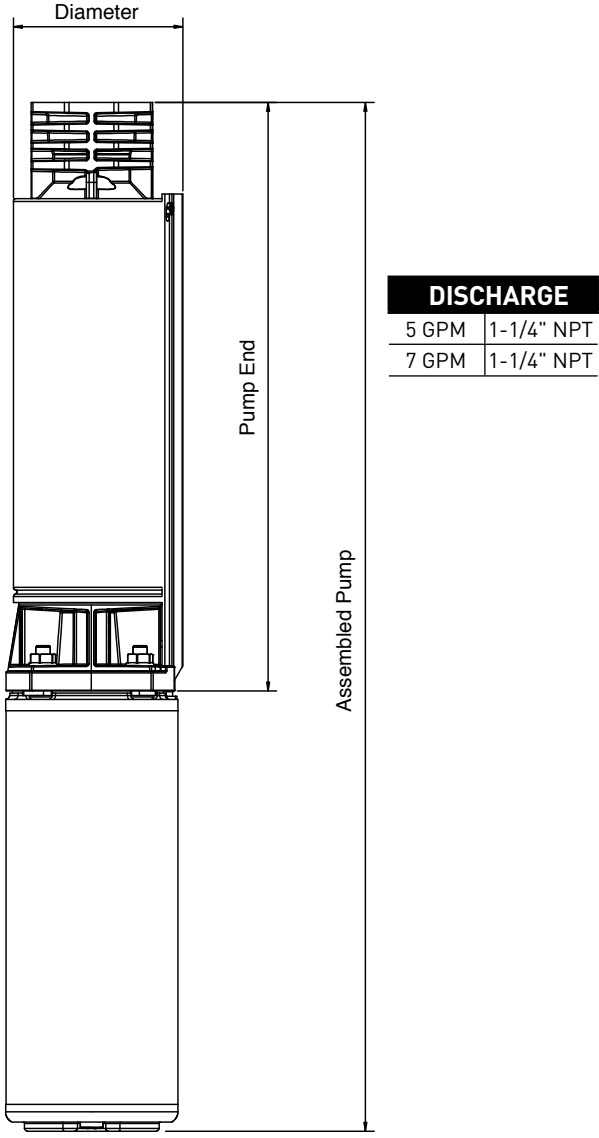 Diameter
Pump End
Assembled Pump
DISCHARGE
5 GPM 1-1/4" NPT
7 GPM 1-1/4" NPT